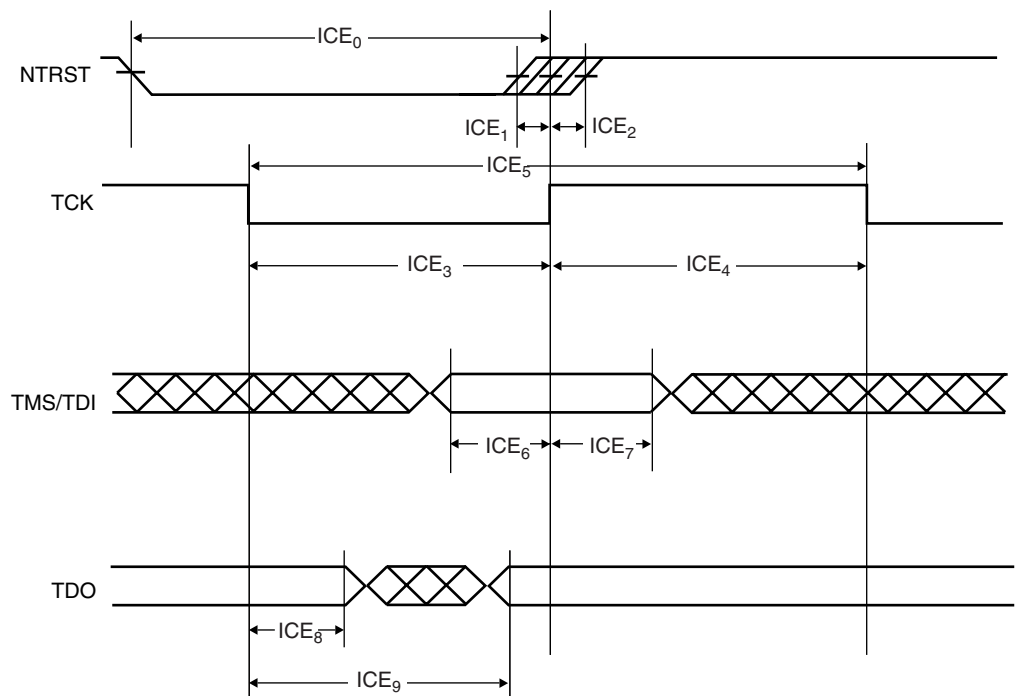 ICE₀
NTRST
ICE₁ ICE₂
ICE₅
TCK
ICE₃ ICE₄
TMS/TDI
ICE₆ ICE₇
TDO
ICE₈
ICE₉